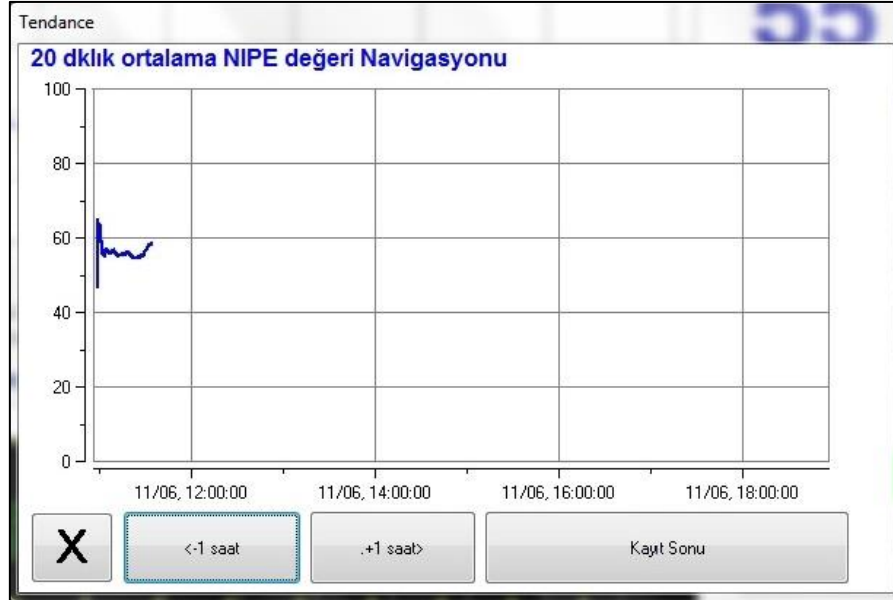 55
Tendance
20 dklık ortalama NIPE değeri Navigasyonu
100
80
60
40
20
0
11/06, 12:00:00 11/06, 14:00:00 11/06, 16:00:00 11/06, 18:00:00
X <-1 saat .+1 saat> Kayıt Sonu